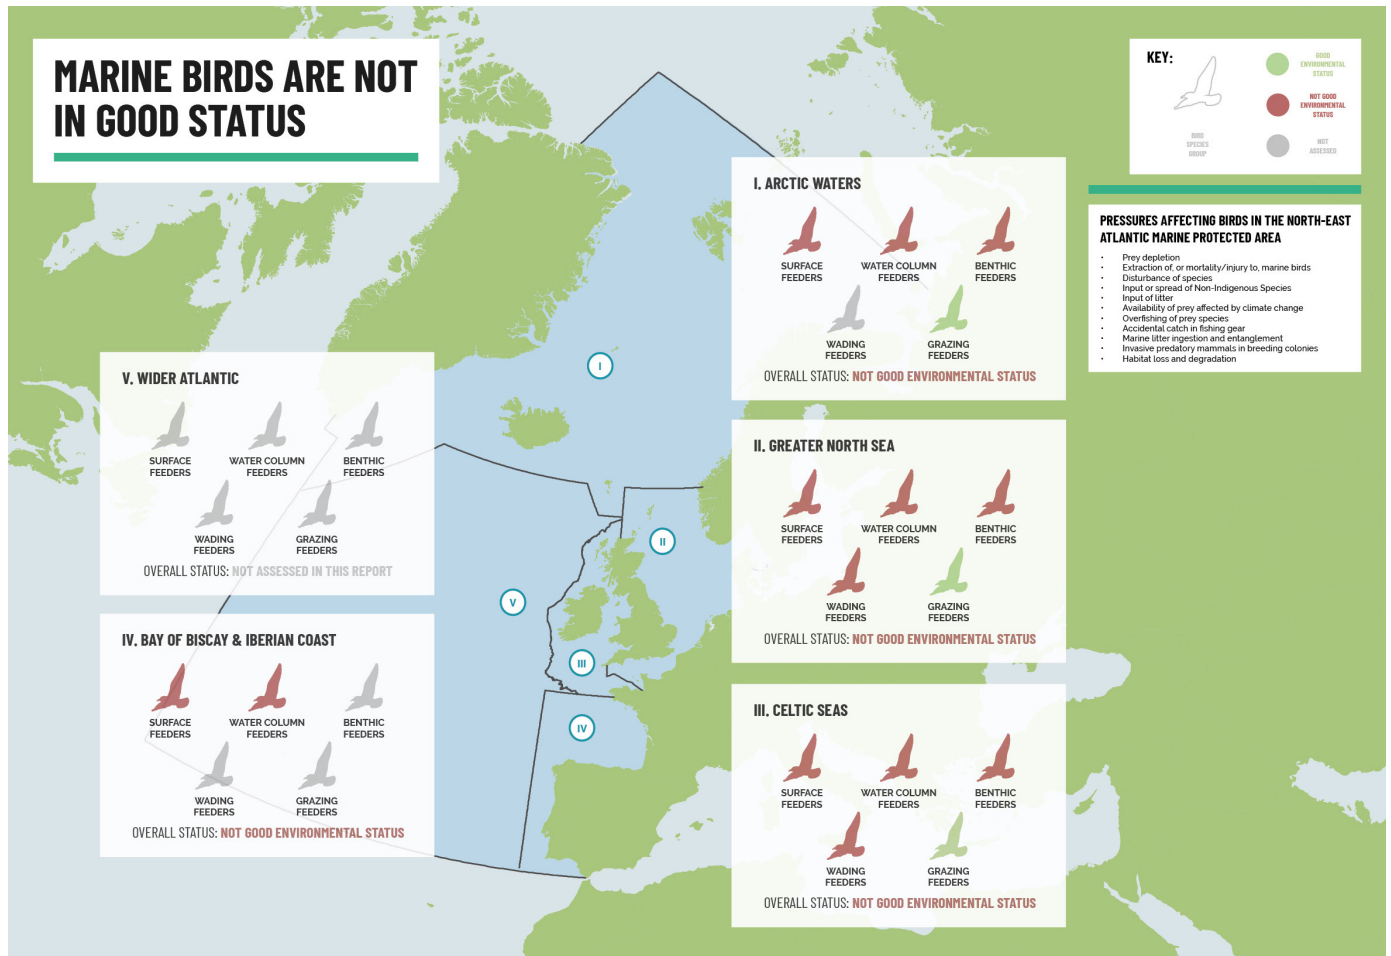 MARINE BIRDS ARE NOT
IN GOOD STATUS
KEY:
BIRD
SPECIES
GROUP
GOOD
ENVIRONMENTAL
STATUS
NOT GOOD
ENVIRONMENTAL
STATUS
NOT
ASSESSED
PRESSURES AFFECTING BIRDS IN THE NORTH-EAST
ATLANTIC MARINE PROTECTED AREA
• Prey depletion
• Extraction of, or mortality/injury to, marine birds
• Disturbance of species
• Input or spread of Non-Indigenous Species
• Input of litter
• Availability of prey affected by climate change
• Overfishing of prey species
• Accidental catch in fishing gear
• Marine litter ingestion and entanglement
• Invasive predatory mammals in breeding colonies
• Habitat loss and degradation
I. ARCTIC WATERS
SURFACE
FEEDERS
WATER COLUMN
FEEDERS
BENTHIC
FEEDERS
WADING
FEEDERS
GRAZING
FEEDERS
OVERALL STATUS: NOT GOOD ENVIRONMENTAL STATUS
II. GREATER NORTH SEA
SURFACE
FEEDERS
WATER COLUMN
FEEDERS
BENTHIC
FEEDERS
WADING
FEEDERS
GRAZING
FEEDERS
OVERALL STATUS: NOT GOOD ENVIRONMENTAL STATUS
III. CELTIC SEAS
SURFACE
FEEDERS
WATER COLUMN
FEEDERS
BENTHIC
FEEDERS
WADING
FEEDERS
GRAZING
FEEDERS
OVERALL STATUS: NOT GOOD ENVIRONMENTAL STATUS
V. WIDER ATLANTIC
SURFACE
FEEDERS
WATER COLUMN
FEEDERS
BENTHIC
FEEDERS
WADING
FEEDERS
GRAZING
FEEDERS
OVERALL STATUS: NOT ASSESSED IN THIS REPORT
IV. BAY OF BISCAY & IBERIAN COAST
SURFACE
FEEDERS
WATER COLUMN
FEEDERS
BENTHIC
FEEDERS
WADING
FEEDERS
GRAZING
FEEDERS
OVERALL STATUS: NOT GOOD ENVIRONMENTAL STATUS
I
II
V
III
IV